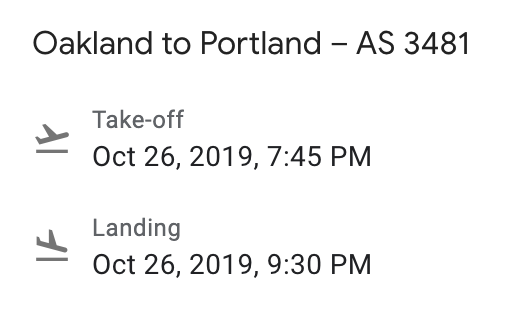 Oakland to Portland – AS 3481
Take-off
Oct 26, 2019, 7:45 PM
Landing
Oct 26, 2019, 9:30 PM